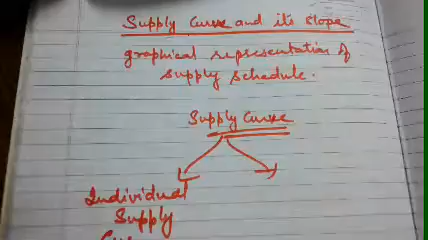 Supply Curve and its slope
graphical representation of
supply schedule.
Supply Curve
Individual
Supply